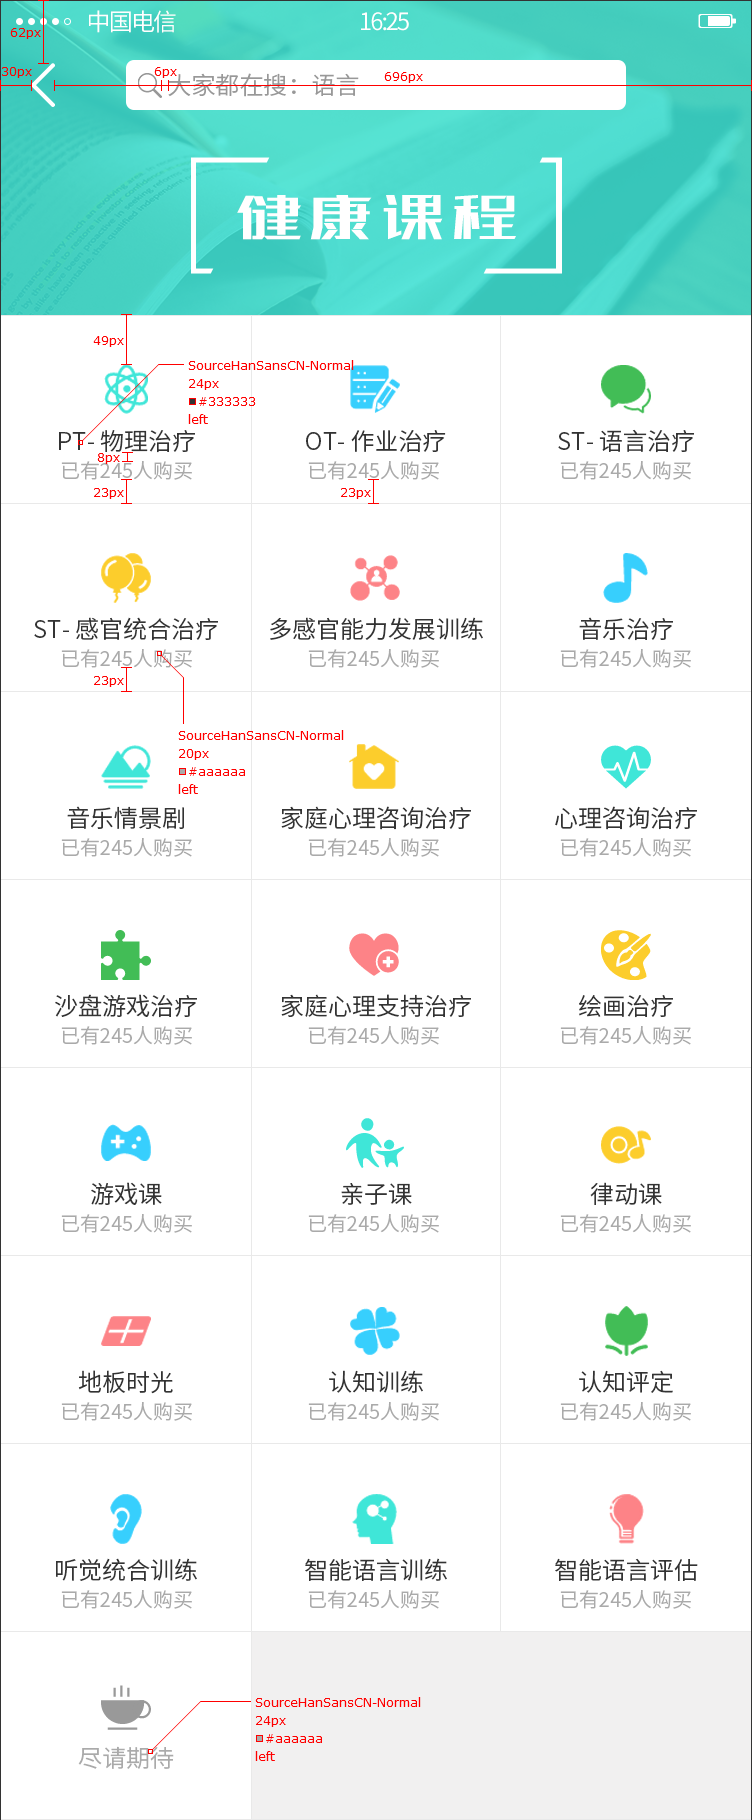 中国电信 16:25
62px
30px 6px 696px
大家都在搜：语言
健康课程
49px
SourceHanSansCN-Normal
24px
#333333
left
PT- 物理治疗 OT- 作业治疗 ST- 语言治疗
8px
已有245人购买 已有245人购买 已有245人购买
23px 23px
ST- 感官统合治疗 多感官能力发展训练 音乐治疗
已有245人购买 已有245人购买 已有245人购买
23px
SourceHanSansCN-Normal
20px
#aaaaaa
left
音乐情景剧 家庭心理咨询治疗 心理咨询治疗
已有245人购买 已有245人购买 已有245人购买
沙盘游戏治疗 家庭心理支持治疗 绘画治疗
已有245人购买 已有245人购买 已有245人购买
游戏课 亲子课 律动课
已有245人购买 已有245人购买 已有245人购买
地板时光 认知训练 认知评定
已有245人购买 已有245人购买 已有245人购买
听觉统合训练 智能语言训练 智能语言评估
已有245人购买 已有245人购买 已有245人购买
SourceHanSansCN-Normal
24px
#aaaaaa
left
尽请期待